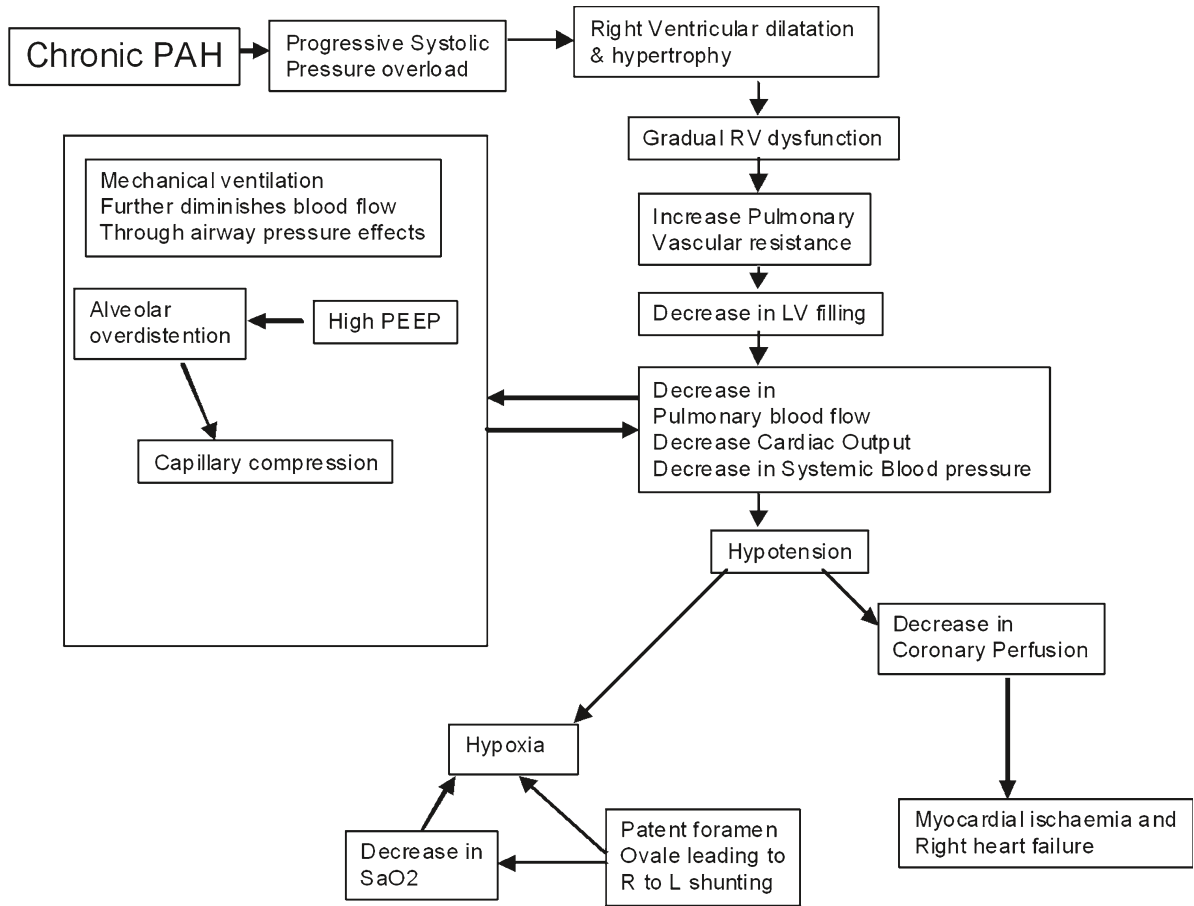 Chronic PAH
Progressive Systolic
Pressure overload
Right Ventricular dilatation
& hypertrophy
Gradual RV dysfunction
Mechanical ventilation
Further diminishes blood flow
Through airway pressure effects
Increase Pulmonary
Vascular resistance
Alveolar
overdistention
High PEEP
Decrease in LV filling
Capillary compression
Decrease in
Pulmonary blood flow
Decrease Cardiac Output
Decrease in Systemic Blood pressure
Hypotension
Decrease in
Coronary Perfusion
Hypoxia
Decrease in
SaO2
Patent foramen
Ovale leading to
R to L shunting
Myocardial ischaemia and
Right heart failure